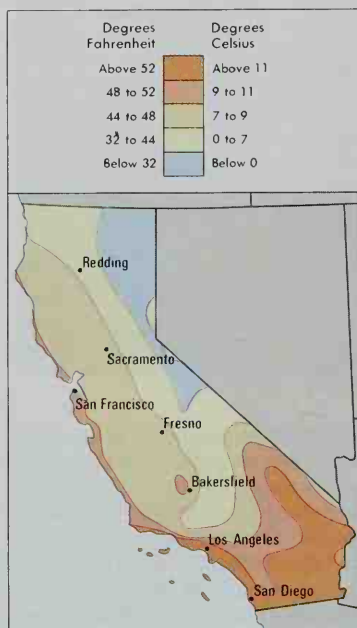 Degrees Fahrenheit
Degrees Celsius
Above 52
Above 11
48 to 52
9 to 11
44 to 48
7 to 9
32 to 44
0 to 7
Below 32
Below 0
Redding
Sacramento
San Francisco
Fresno
Bakersfield
Los Angeles
San Diego